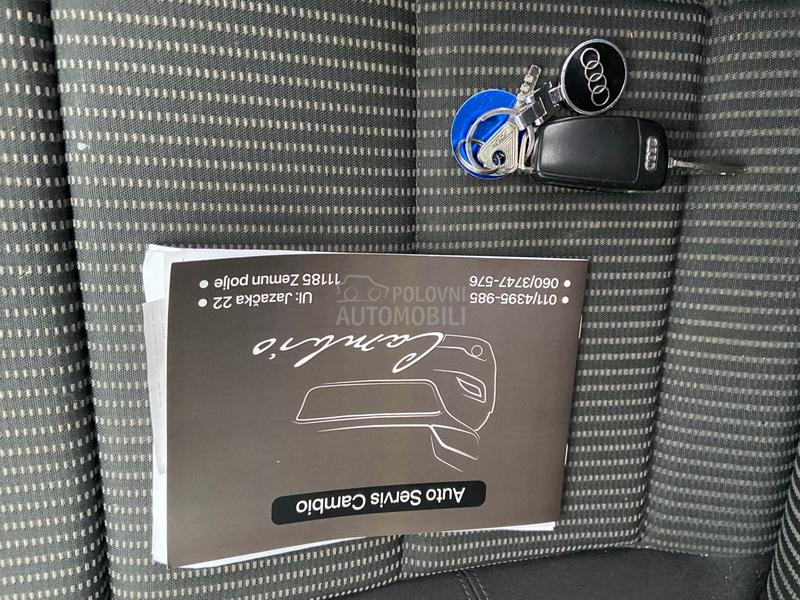 Auto Servis Cambio
Cambio
• 011/4395-985
• 060/3747-576
Ul: Jazačka 22 •
11185 Zemun polje •
POLOVNI
AUTOMOBILI